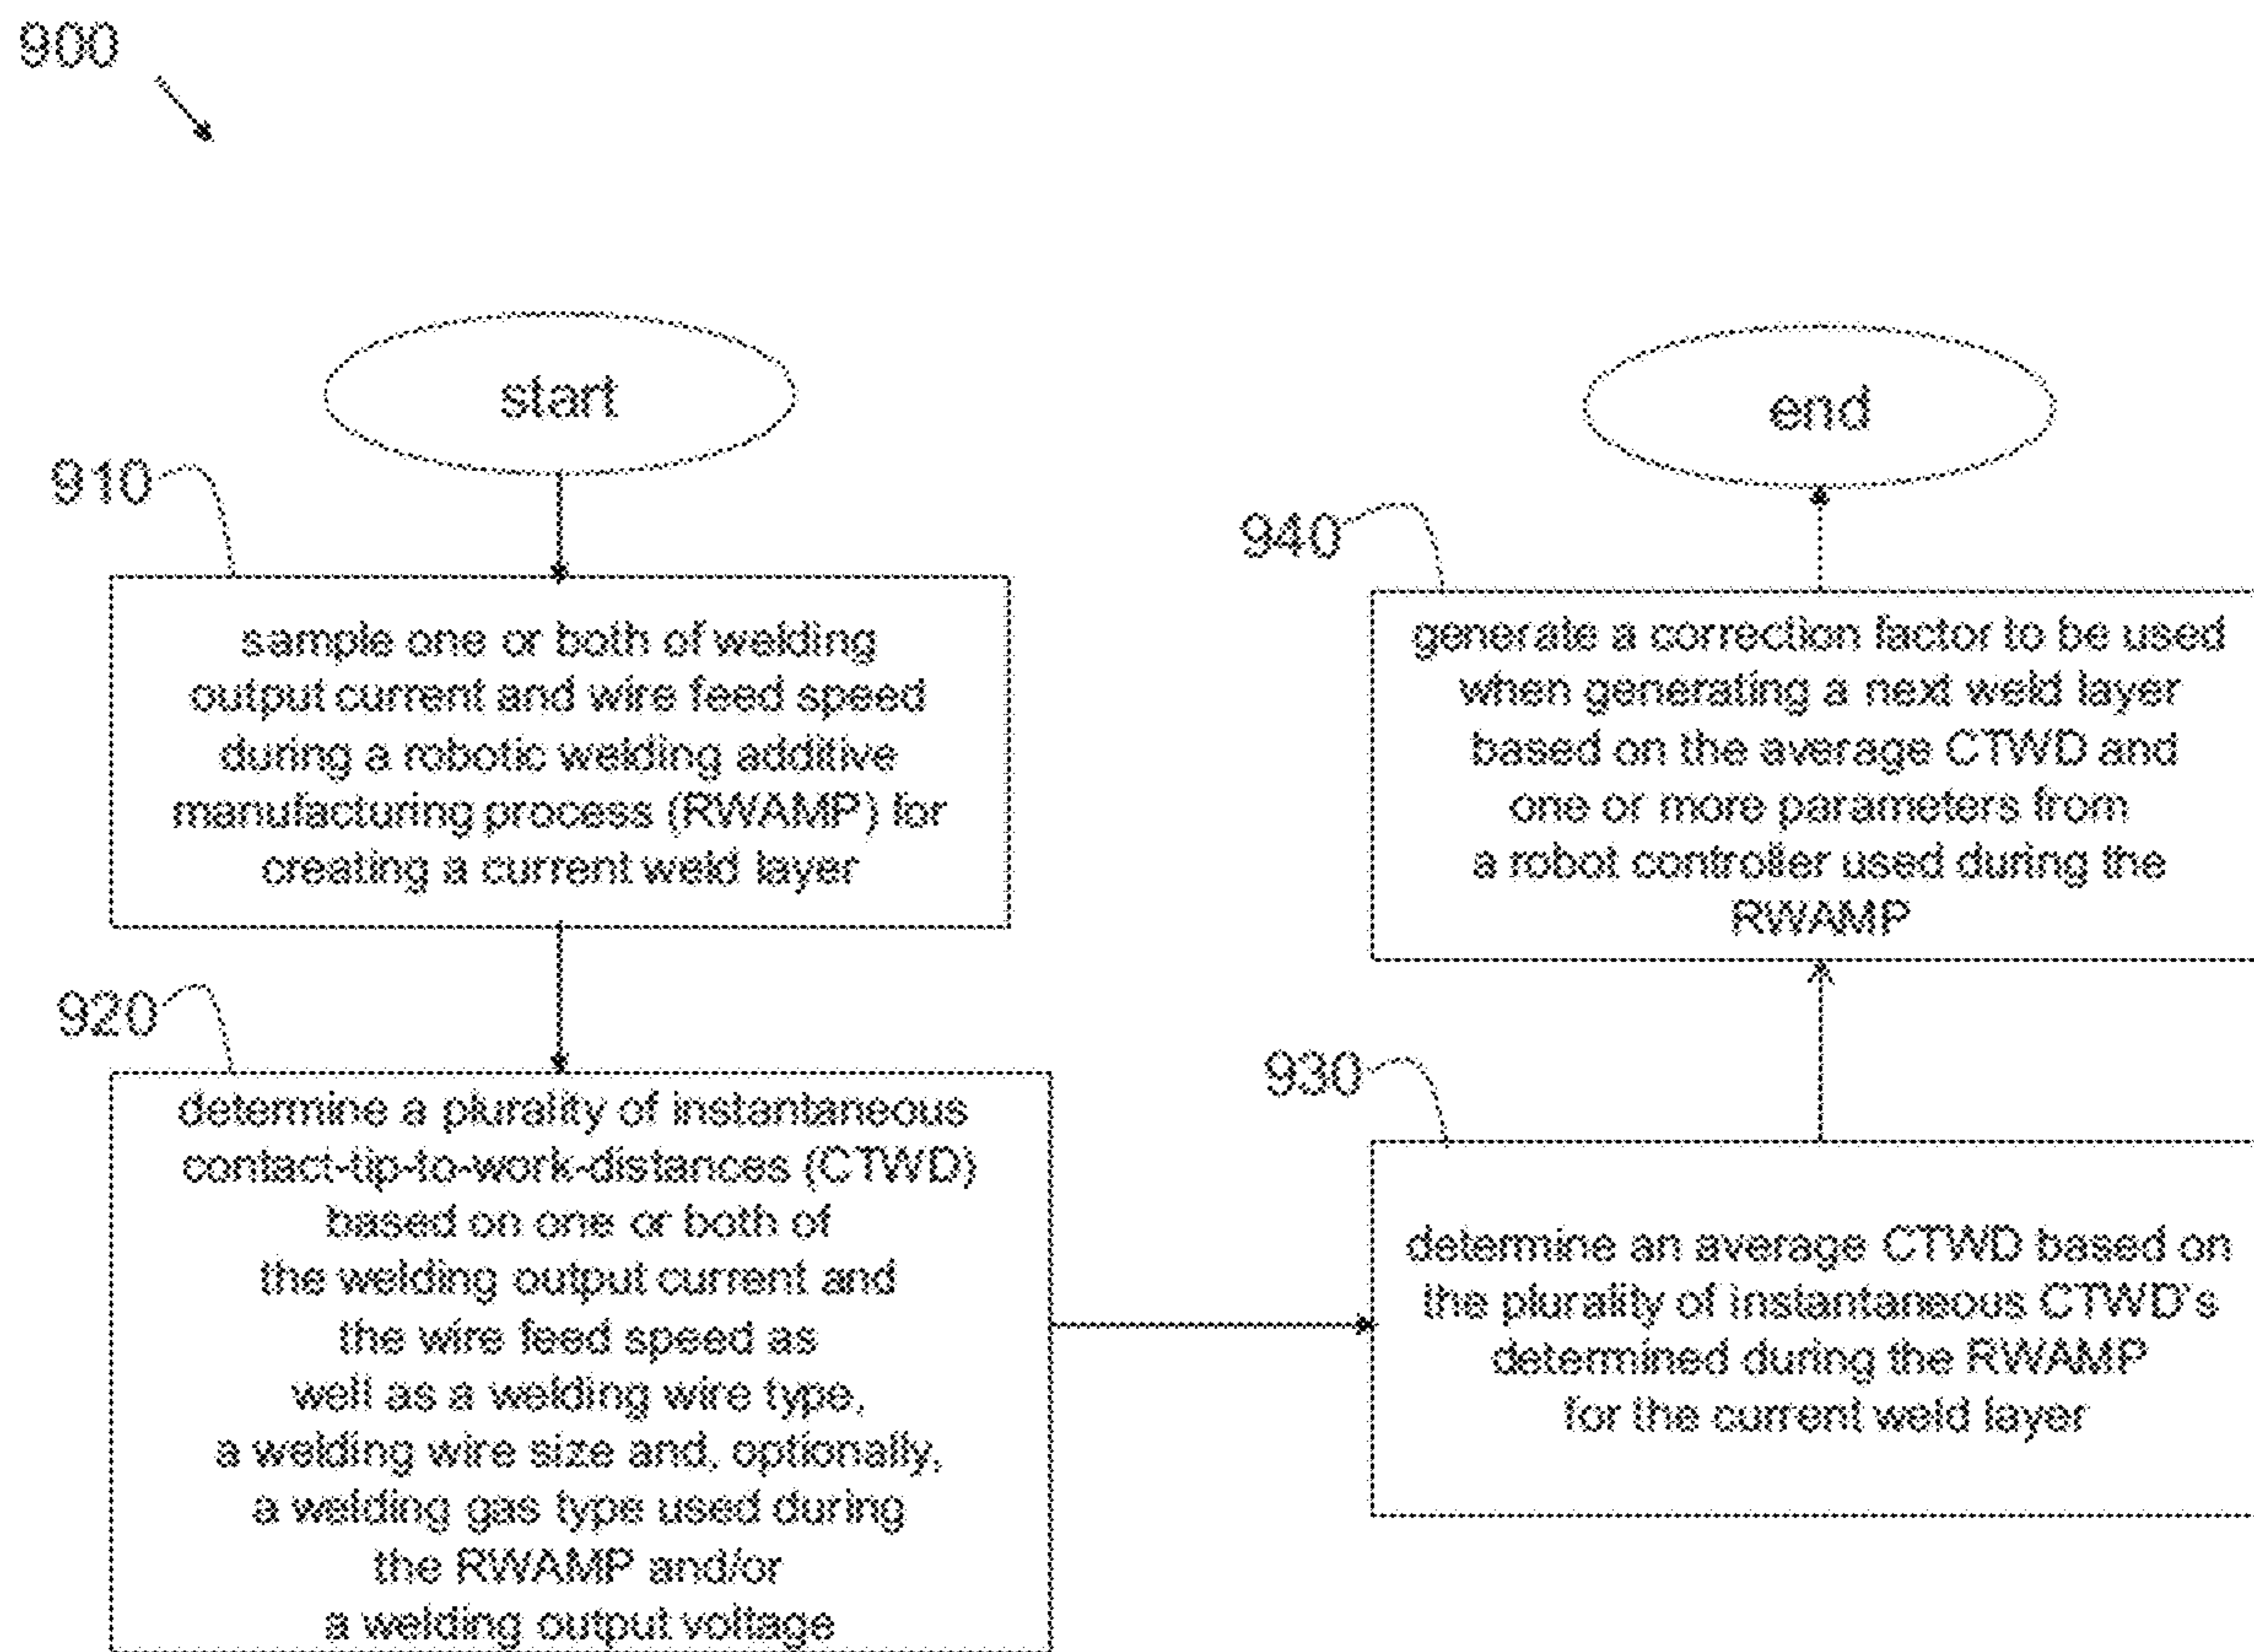 900
start
910
sample one or both of welding
output current and wire feed speed
during a robotic welding additive
manufacturing process (RWAMP) for
creating a current weld layer
920
determine a plurality of instantaneous
contact-tip-to-work-distances (CTWD)
based on one or both of
the welding output current and
the wire feed speed as
well as a welding wire type,
a welding wire size and, optionally,
a welding gas type used during
the RWAMP and/or
a welding output voltage
930
determine an average CTWD based on
the plurality of instantaneous CTWD's
determined during the RWAMP
for the current weld layer
940
generate a correction factor to be used
when generating a next weld layer
based on the average CTWD and
one or more parameters from
a robot controller used during the
RWAMP
end